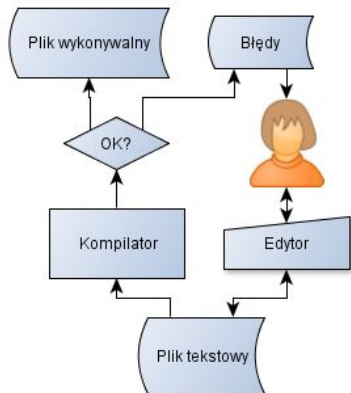 Plik wykonywalny
Błędy
OK?
Kompilator
Edytor
Plik tekstowy